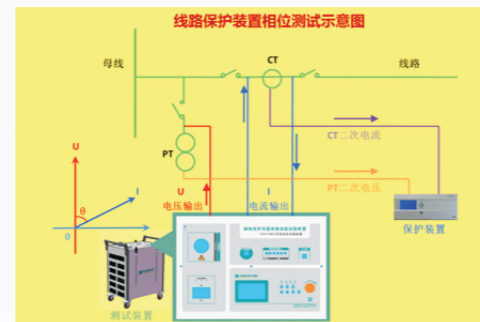 线路保护装置相位测试示意图
母线
CT
线路
CT二次电流
PT
U
I
U
I
PT二次电压
电压输出
电流输出
θ
0
保护装置
测试装置